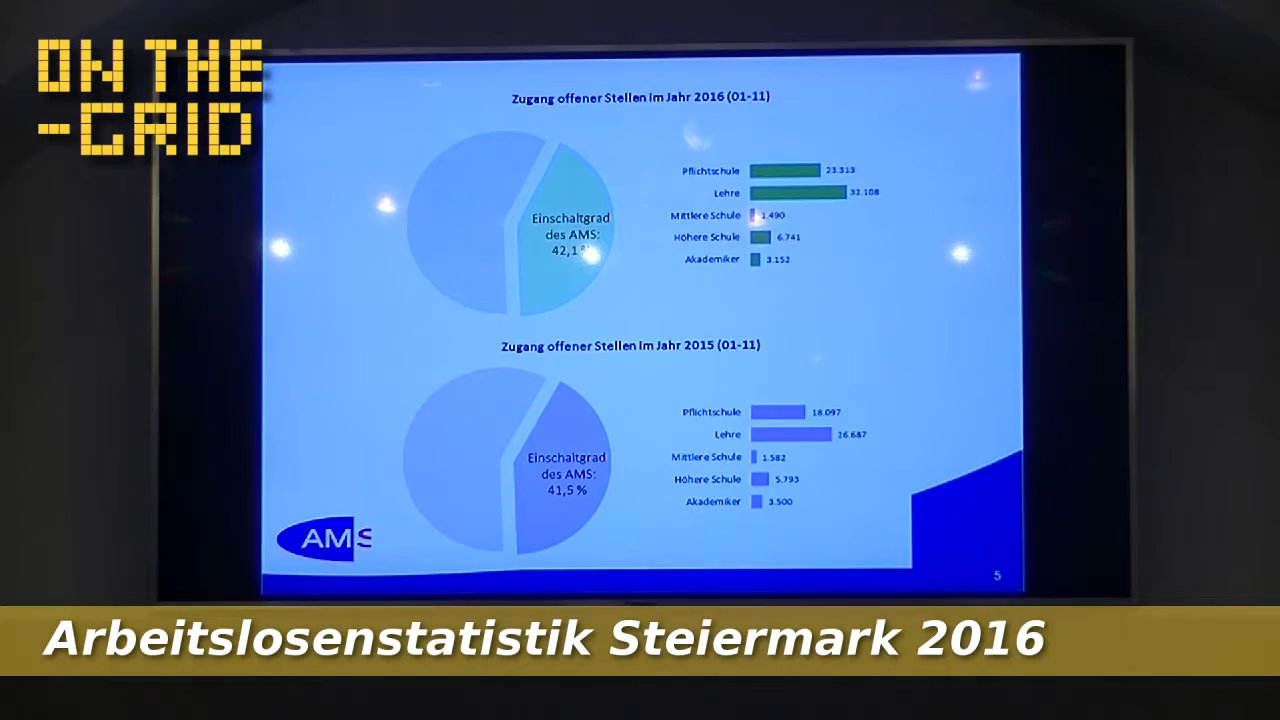 ON THE
-GRID
Zugang offener Stellen im Jahr 2016 (01-11)
Einschaltgrad
des AMS:
42,1
Pflichtschule 23.313
Lehre 32.108
Mittlere Schule 1.490
Höhere Schule 6.741
Akademiker 3.152
Zugang offener Stellen im Jahr 2015 (01-11)
Einschaltgrad
des AMS:
41,5 %
Pflichtschule 18.097
Lehre 26.687
Mittlere Schule 1.582
Höhere Schule 5.793
Akademiker 3.500
AMS
5
Arbeitslosenstatistik Steiermark 2016